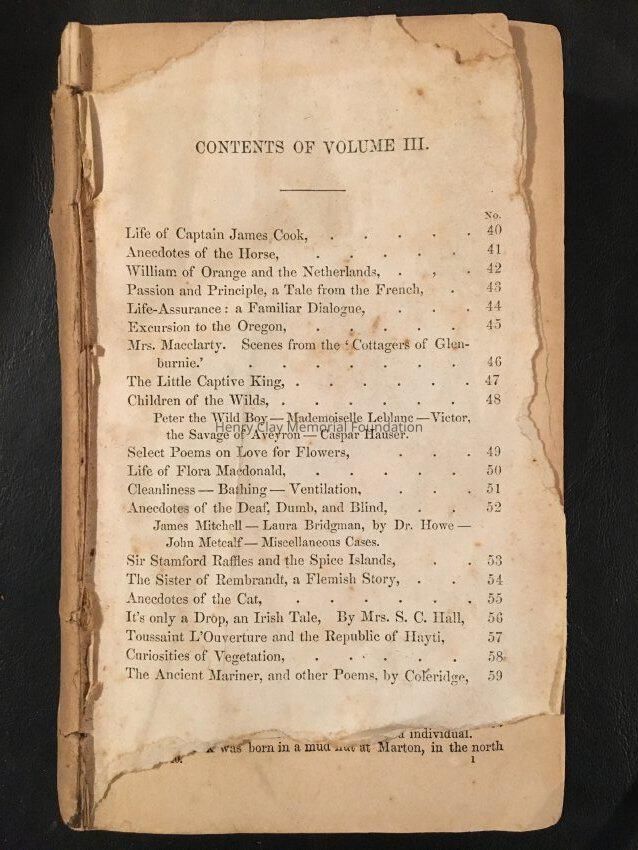 CONTENTS OF VOLUME III.
No.
Life of Captain James Cook, . . . . . 40
Anecdotes of the Horse, . . . . . 41
William of Orange and the Netherlands, . , . 42
Passion and Principle, a Tale from the French, . 43
Life-Assurance: a Familiar Dialogue, . . . 44
Excursion to the Oregon, . . . . . 45
Mrs. Macclarty. Scenes from the ‘Cottagers of Glen-
burnie.’ . . . . . . . 46
The Little Captive King, . . . . . . 47
Children of the Wilds, . . . . . . 48
Peter the Wild Boy — Mademoiselle Leblanc — Victor,
the Savage of Aveyron — Caspar Hauser.
Henry Clay Memorial Foundation
Select Poems on Love for Flowers, . . . 49
Life of Flora Macdonald, . . . . . 50
Cleanliness — Bathing — Ventilation, . . . 51
Anecdotes of the Deaf, Dumb, and Blind, . . 52
James Mitchell — Laura Bridgman, by Dr. Howe —
John Metcalf — Miscellaneous Cases.
Sir Stamford Raffles and the Spice Islands, . . 53
The Sister of Rembrandt, a Flemish Story, . . 54
Anecdotes of the Cat, . . . . . . 55
It's only a Drop, an Irish Tale, By Mrs. S. C. Hall, 56
Toussaint L'Ouverture and the Republic of Hayti, 57
Curiosities of Vegetation, . . . . . 58
The Ancient Mariner, and other Poems, by Coleridge, 59
individual.
was born in a mud hut at Marton, in the north
1